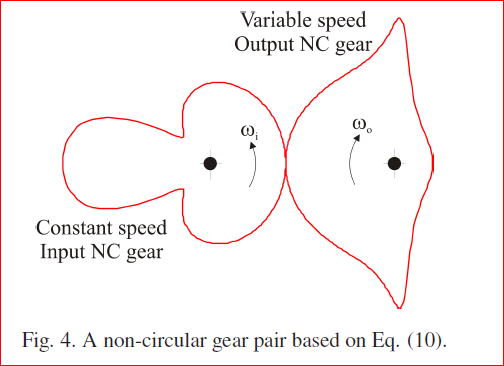 Variable speed
Output NC gear
ωi
ωo
Constant speed
Input NC gear
Fig. 4. A non-circular gear pair based on Eq. (10).